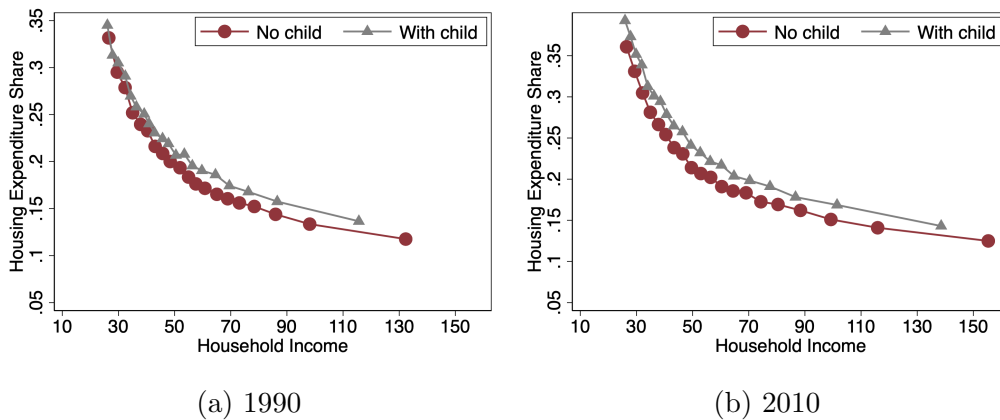 No child
With child
Housing Expenditure Share
.05 .1 .15 .2 .25 .3 .35
10 30 50 70 90 110 130 150
Household Income
(a) 1990
No child
With child
Housing Expenditure Share
.05 .1 .15 .2 .25 .3 .35
10 30 50 70 90 110 130 150
Household Income
(b) 2010